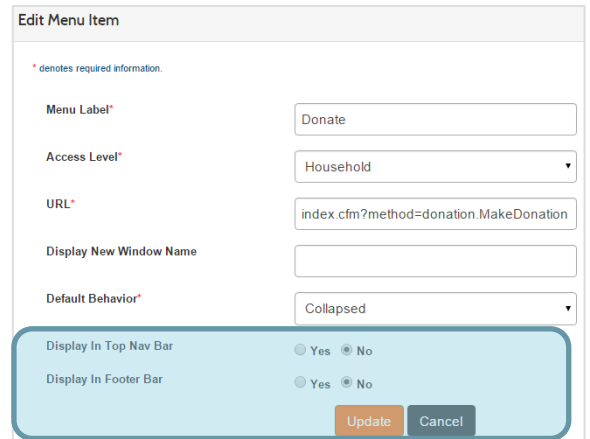 Edit Menu Item
* denotes required information.
Menu Label*
Donate
Access Level*
Household
URL*
index.cfm?method=donation.MakeDonation
Display New Window Name
Default Behavior*
Collapsed
Display In Top Nav Bar
Yes No
Display In Footer Bar
Yes No
Update Cancel